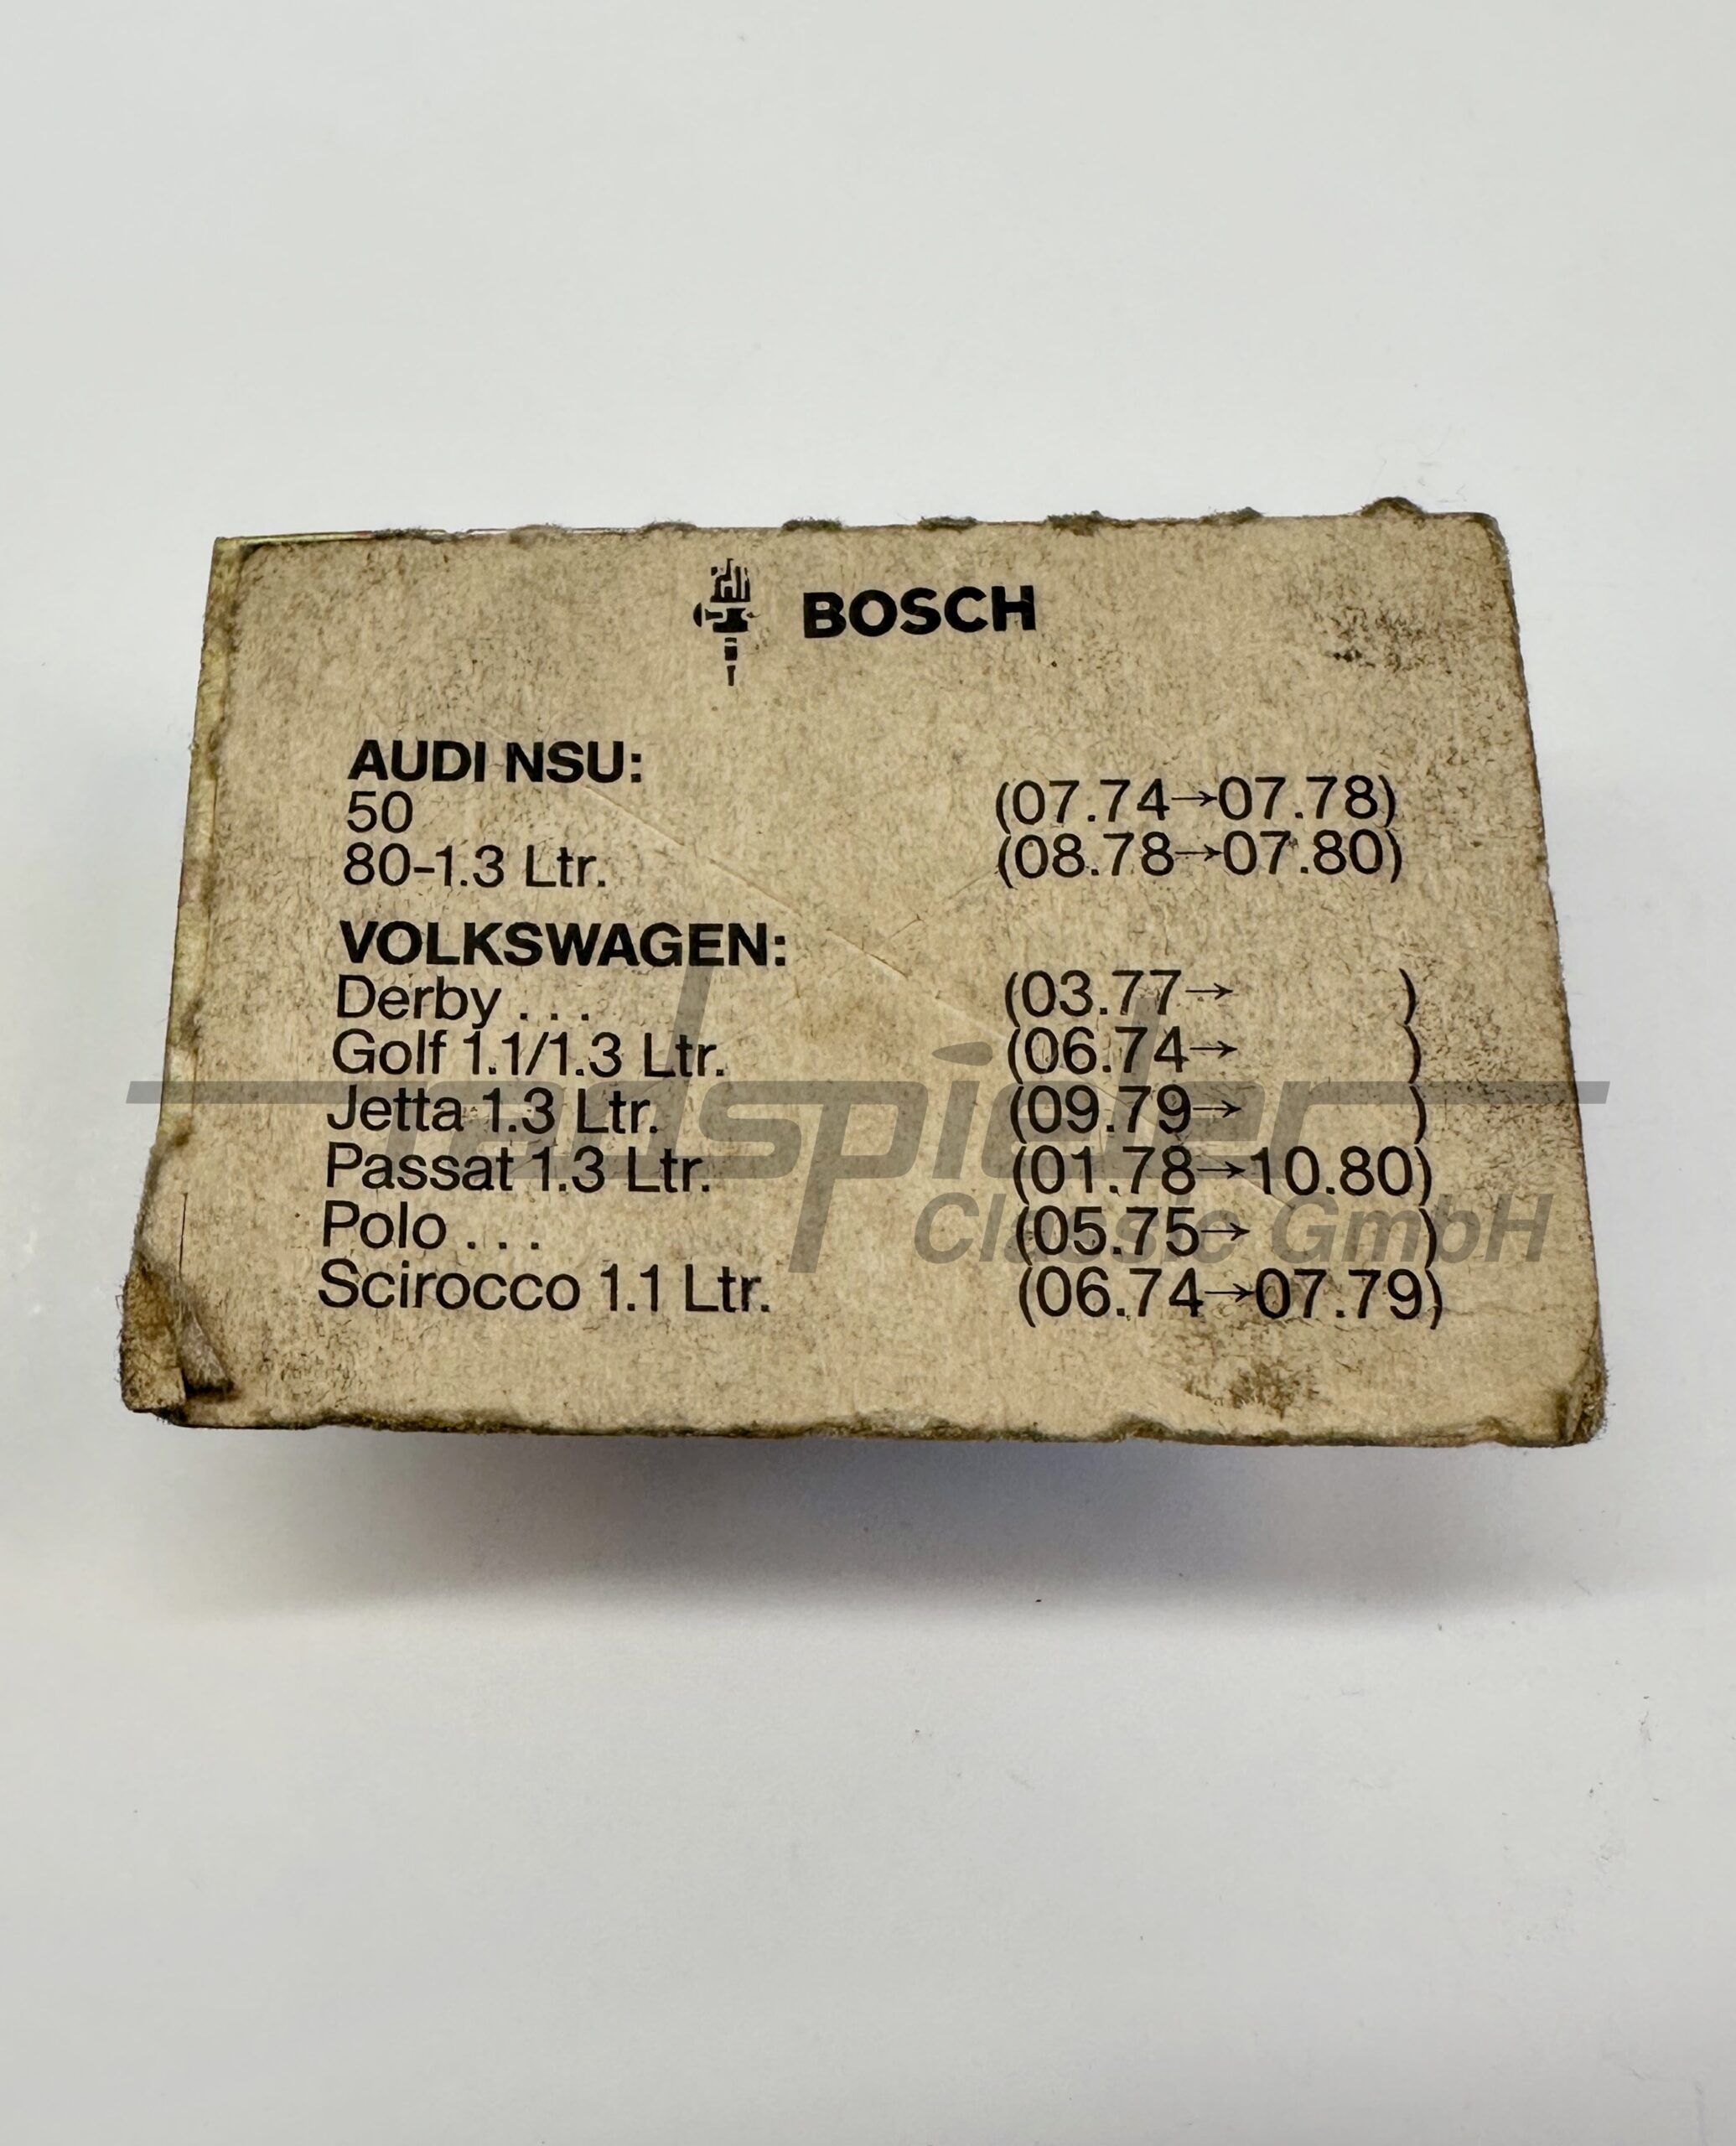 BOSCH
AUDI NSU:
50 (07.74→07.78)
80-1.3 Ltr. (08.78→07.80)
VOLKSWAGEN:
Derby . . . (03.77→ )
Golf 1.1/1.3 Ltr. (06.74→ )
Jetta 1.3 Ltr. (09.79→ )
Passat 1.3 Ltr. (01.78→10.80)
Polo . . . (05.75→ )
Scirocco 1.1 Ltr. (06.74→07.79)
redspider
Classic GmbH